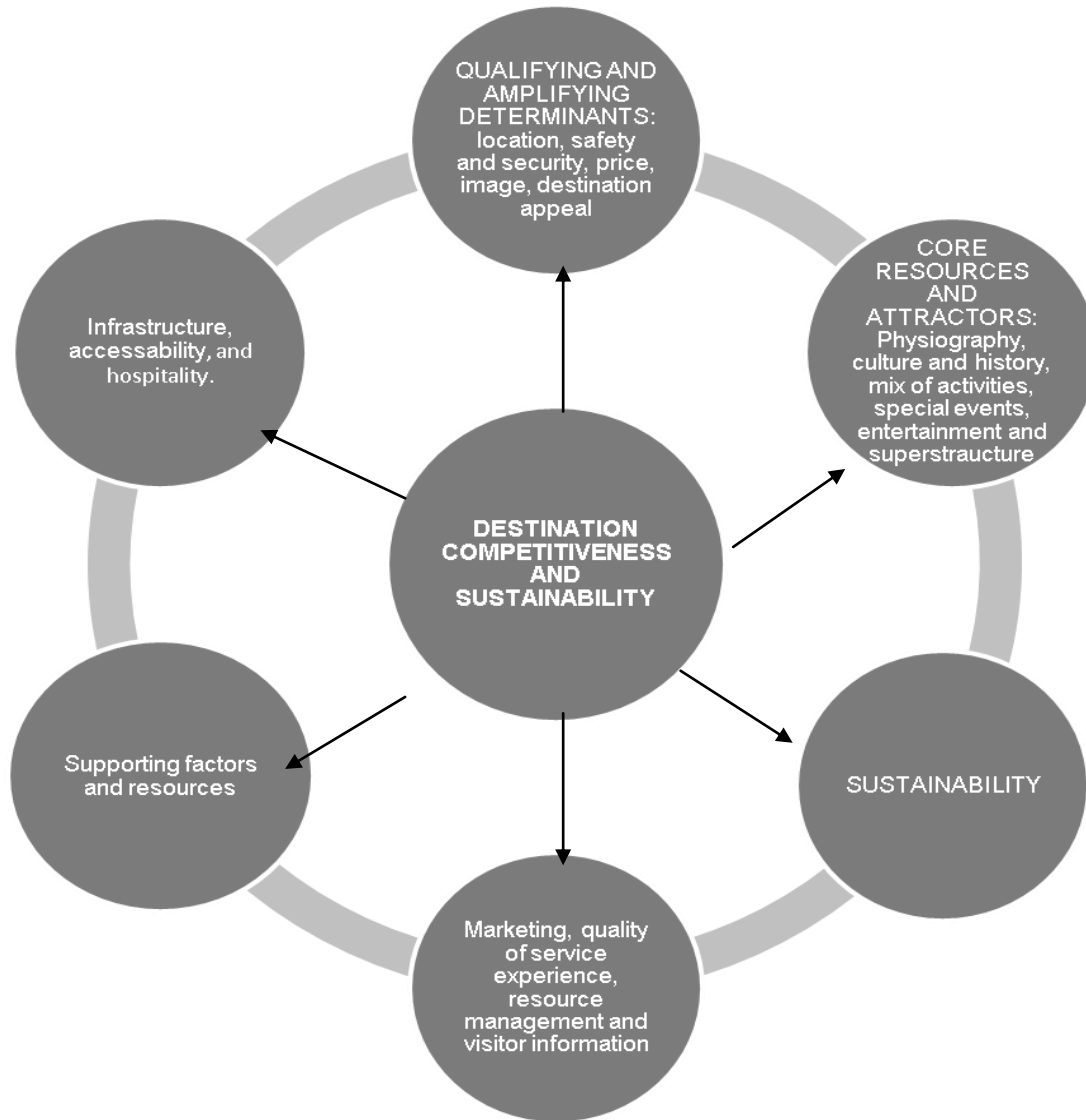 QUALIFYING AND
AMPLIFYING
DETERMINANTS:
location, safety
and security, price,
image, destination
appeal
CORE
RESOURCES
AND
ATTRACTORS:
Physiography,
culture and history,
mix of activities,
special events,
entertainment and
superstraucture
Infrastructure,
accessability, and
hospitality.
DESTINATION
COMPETITIVENESS
AND
SUSTAINABILITY
Supporting factors
and resources
SUSTAINABILITY
Marketing, quality
of service
experience,
resource
management and
visitor information